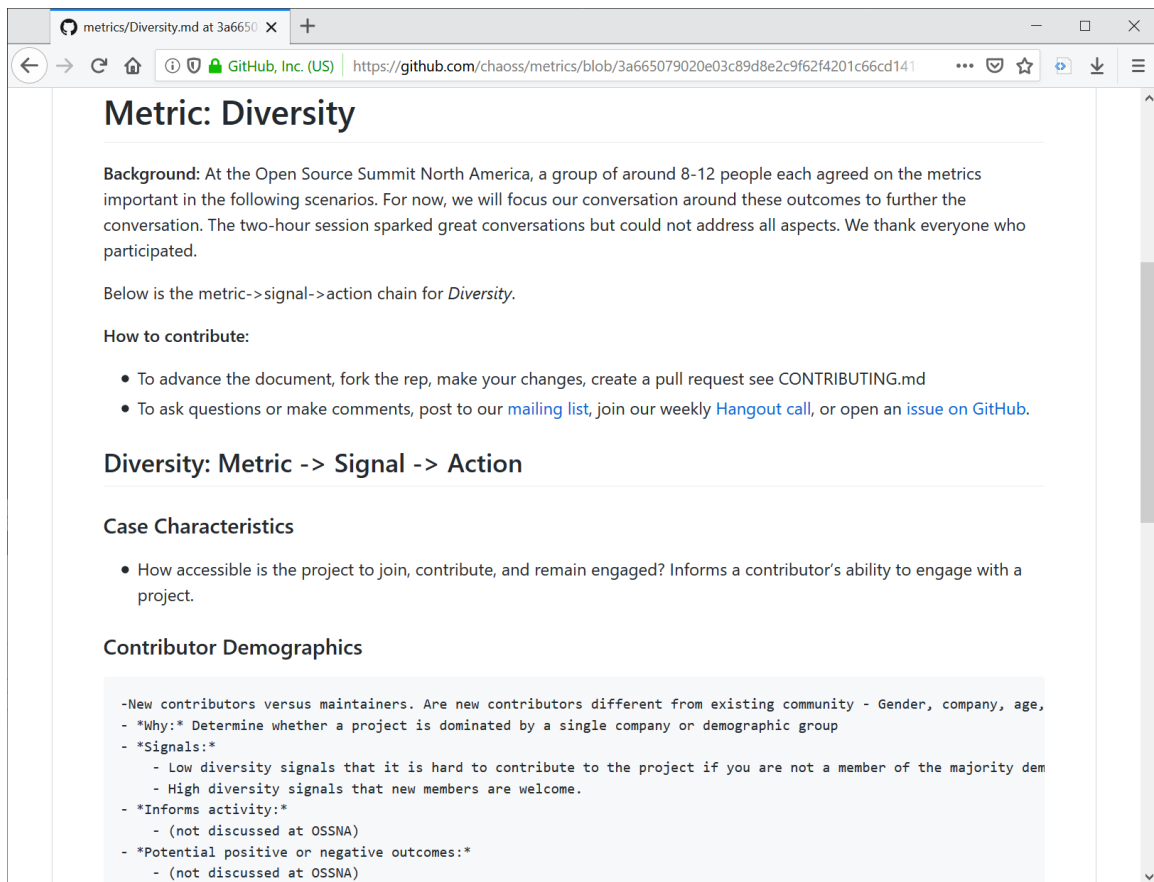 metrics/Diversity.md at 3a6650
GitHub, Inc. (US) https://github.com/chaoss/metrics/blob/3a665079020e03c89d8e2c9f62f4201c66cd141
Metric: Diversity
Background: At the Open Source Summit North America, a group of around 8-12 people each agreed on the metrics
important in the following scenarios. For now, we will focus our conversation around these outcomes to further the
conversation. The two-hour session sparked great conversations but could not address all aspects. We thank everyone who
participated.
Below is the metric->signal->action chain for Diversity.
How to contribute:
• To advance the document, fork the rep, make your changes, create a pull request see CONTRIBUTING.md
• To ask questions or make comments, post to our mailing list, join our weekly Hangout call, or open an issue on GitHub.
Diversity: Metric -> Signal -> Action
Case Characteristics
• How accessible is the project to join, contribute, and remain engaged? Informs a contributor's ability to engage with a
project.
Contributor Demographics
-New contributors versus maintainers. Are new contributors different from existing community - Gender, company, age,
- *Why:* Determine whether a project is dominated by a single company or demographic group
- *Signals:*
- Low diversity signals that it is hard to contribute to the project if you are not a member of the majority dem
- High diversity signals that new members are welcome.
- *Informs activity:*
- (not discussed at OSSNA)
- *Potential positive or negative outcomes:*
- (not discussed at OSSNA)